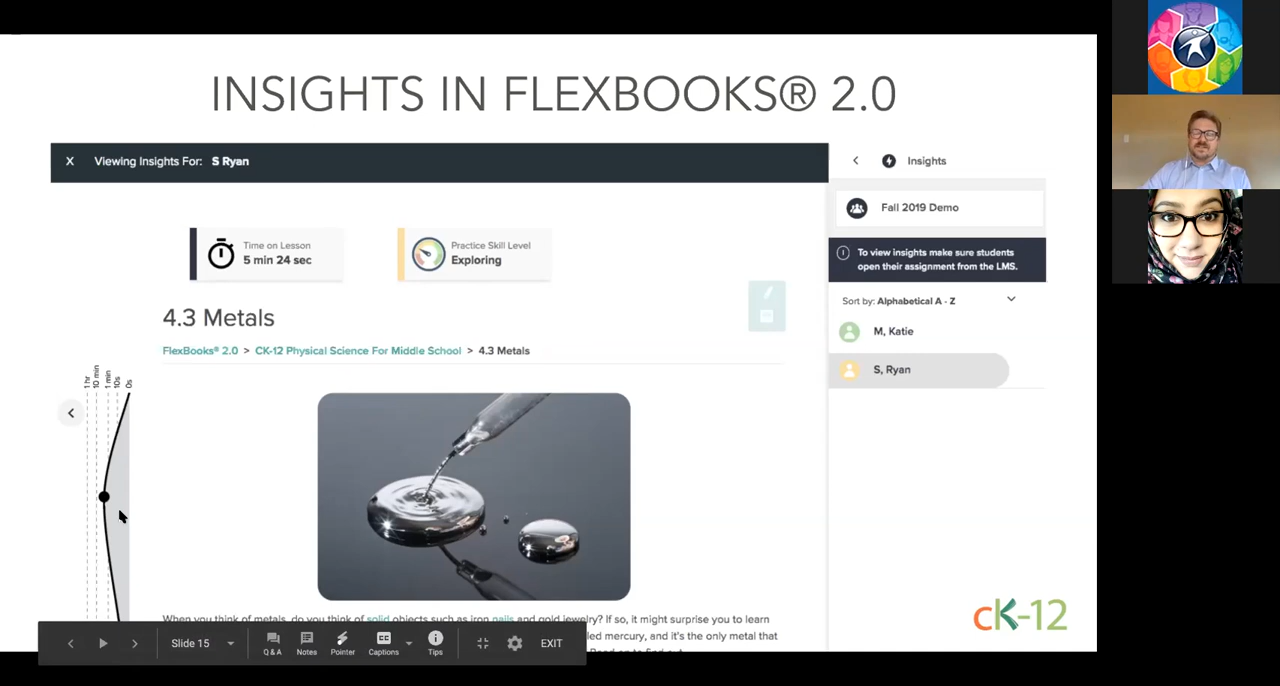 INSIGHTS IN FLEXBOOKS® 2.0
X Viewing Insights For: S Ryan
Insights
Fall 2019 Demo
To view insights make sure students
open their assignment from the LMS.
Sort by: Alphabetical A - Z
M, Katie
S, Ryan
Time on Lesson
5 min 24 sec
Practice Skill Level
Exploring
4.3 Metals
FlexBooks® 2.0 > CK-12 Physical Science For Middle School > 4.3 Metals
1 hr
10 min
1 min
10s
0s
When you think of metals, do you think of solid objects such as iron nails and gold jewelry? If so, it might surprise you to learn
led mercury, and it's the only metal that
cK-12
Slide 15
Q & A
Notes
Pointer
Captions
Tips
EXIT